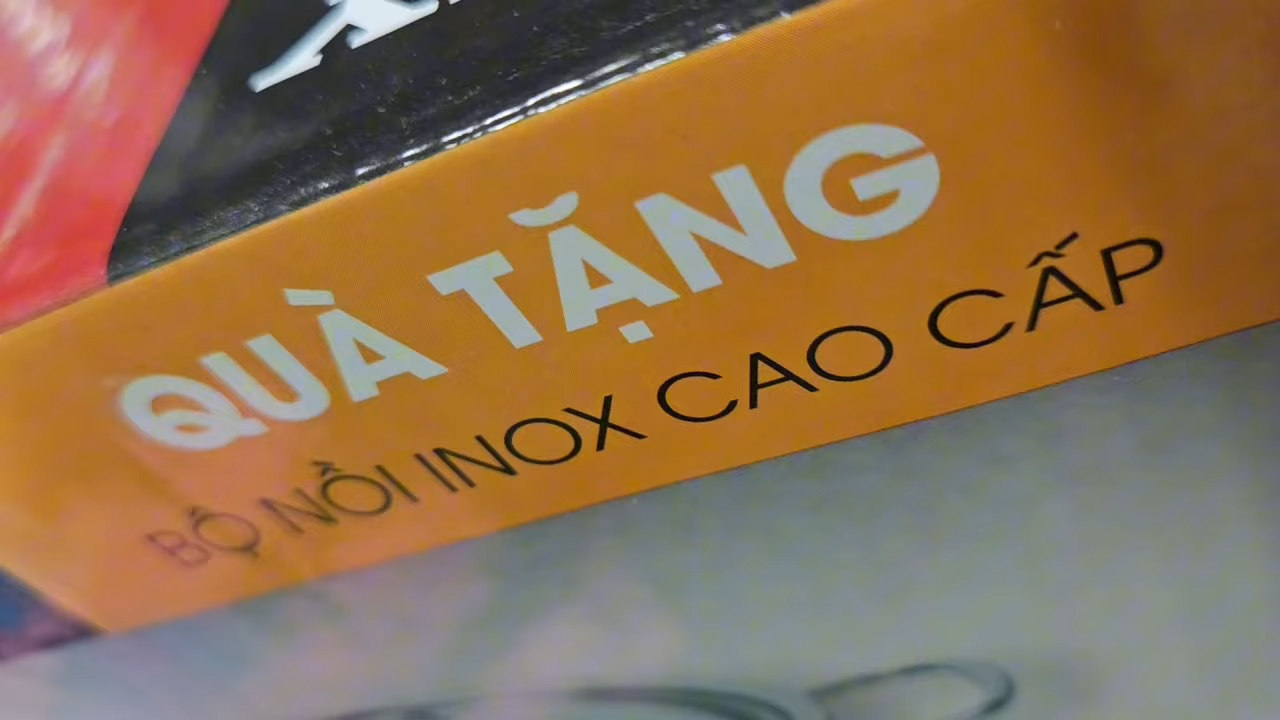 QUÀ TẶNG
BỘ NỒI INOX CAO CẤP